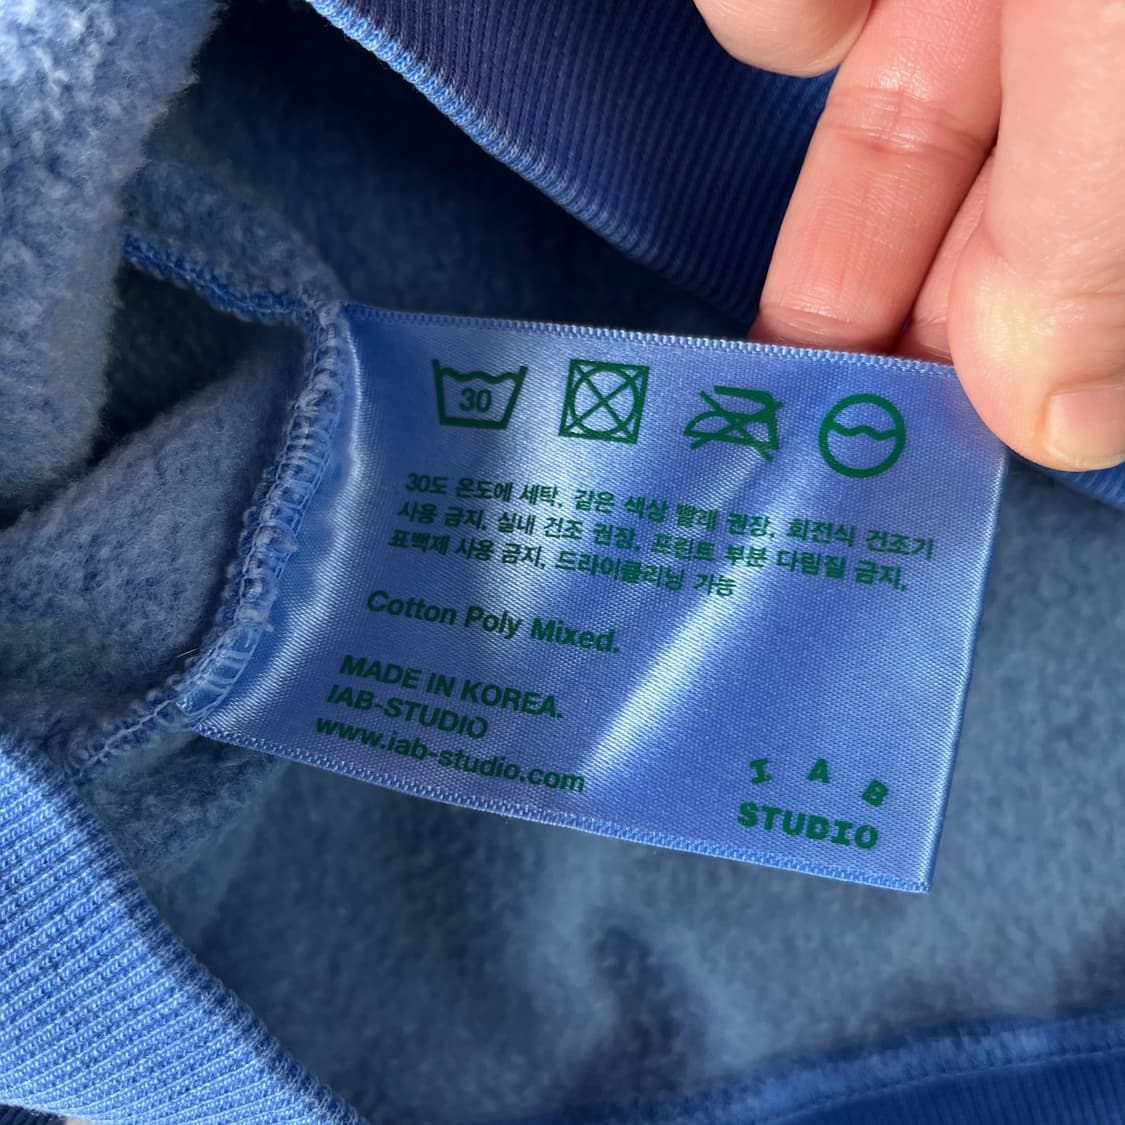 30
30도 온도에 세탁, 같은 색상 빨래 권장, 회전식 건조기
사용 금지, 실내 건조 권장, 프린트 부분 다림질 금지,
표백제 사용 금지, 드라이클리닝 가능
Cotton Poly Mixed.
MADE IN KOREA.
IAB-STUDIO
www.iab-studio.com
I A B
STUDIO